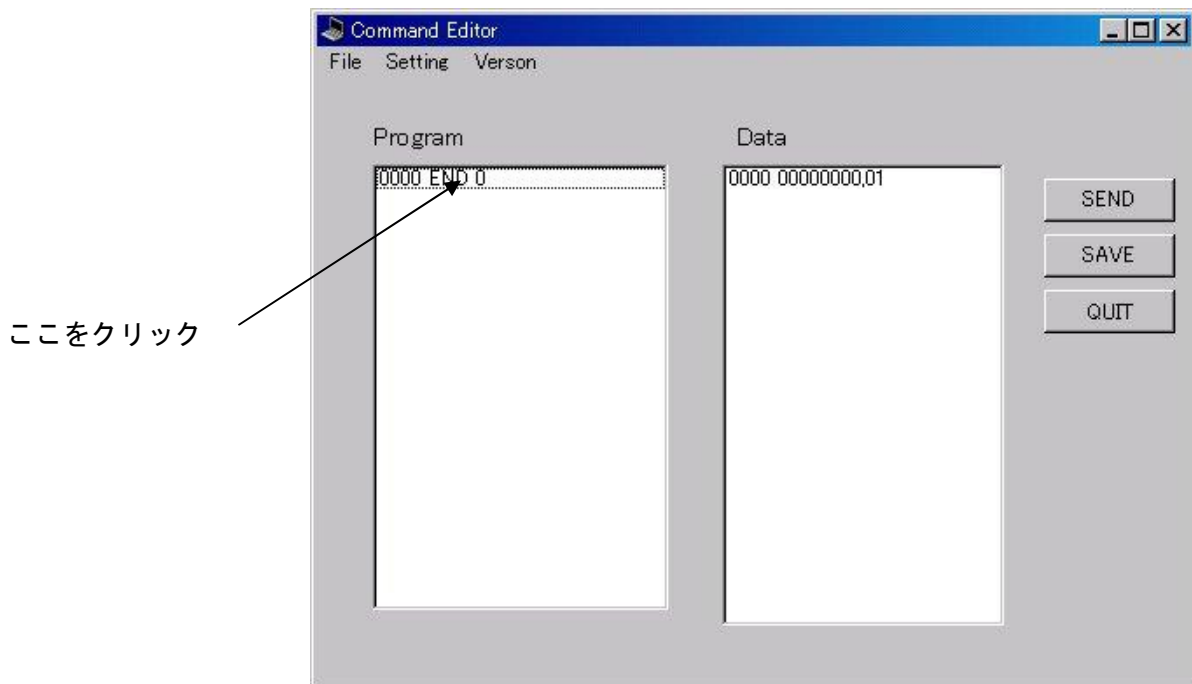 Command Editor
File Setting Verson
Program
Data
0000 END 0
0000 00000000,01
SEND
SAVE
QUIT
ここをクリック